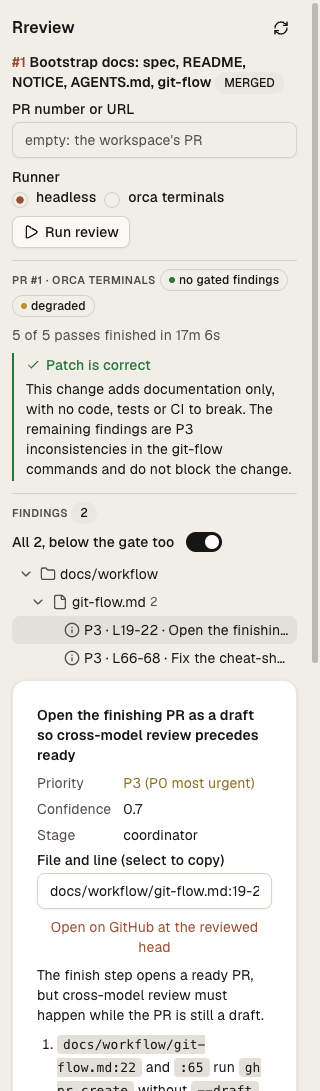 Rreview
#1 Bootstrap docs: spec, README,
NOTICE, AGENTS.md, git-flow MERGED
PR number or URL
empty: the workspace's PR
Runner
headless orca terminals
Run review
PR #1 · ORCA TERMINALS no gated findings
degraded
5 of 5 passes finished in 17m 6s
Patch is correct
This change adds documentation only,
with no code, tests or CI to break. The
remaining findings are P3
inconsistencies in the git-flow
commands and do not block the change.
FINDINGS 2
All 2, below the gate too
docs/workflow
git-flow.md 2
P3 · L19-22 · Open the finishin…
P3 · L66-68 · Fix the cheat-sh…
Open the finishing PR as a draft
so cross-model review precedes
ready
Priority P3 (P0 most urgent)
Confidence 0.7
Stage coordinator
File and line (select to copy)
docs/workflow/git-flow.md:19-2
Open on GitHub at the reviewed
head
The finish step opens a ready PR,
but cross-model review must
happen while the PR is still a draft.
1. docs/workflow/git-
flow.md:22 and :65 run gh
pr create without --draft